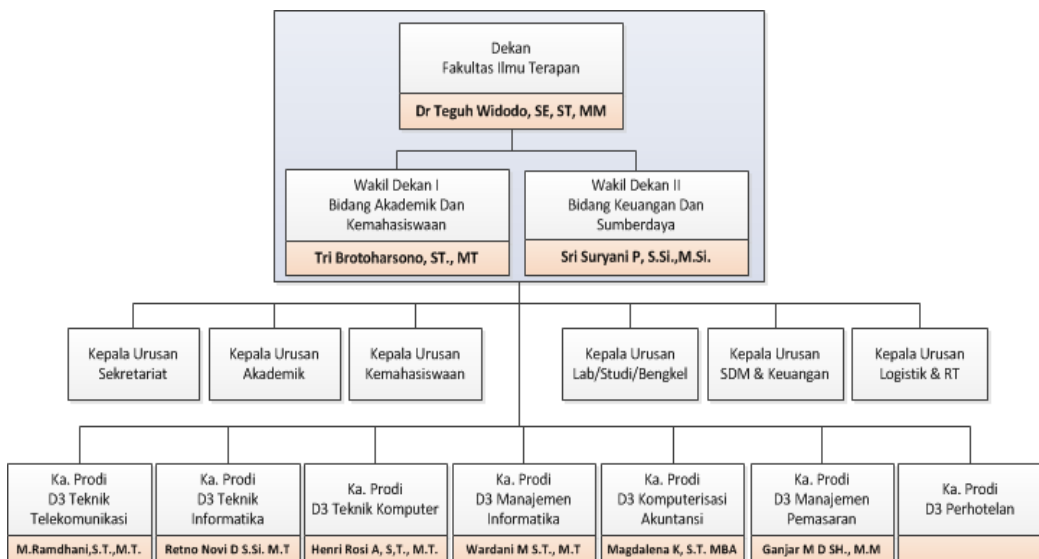 Dekan
Fakultas Ilmu Terapan
Dr Teguh Widodo, SE, ST, MM
Wakil Dekan I
Bidang Akademik Dan
Kemahasiswaan
Tri Brotoharsono, ST., MT
Wakil Dekan II
Bidang Keuangan Dan
Sumberdaya
Sri Suryani P, S.Si.,M.Si.
Kepala Urusan
Sekretariat
Kepala Urusan
Akademik
Kepala Urusan
Kemahasiswaan
Kepala Urusan
Lab/Studi/Bengkel
Kepala Urusan
SDM & Keuangan
Kepala Urusan
Logistik & RT
Ka. Prodi
D3 Teknik
Telekomunikasi
M.Ramdhani,S.T.,M.T.
Ka. Prodi
D3 Teknik
Informatika
Retno Novi D S.Si. M.T
Ka. Prodi
D3 Teknik Komputer
Henri Rosi A, S,T., M.T.
Ka. Prodi
D3 Manajemen
Informatika
Wardani M S.T., M.T
Ka. Prodi
D3 Komputerisasi
Akuntansi
Magdalena K, S.T. MBA
Ka. Prodi
D3 Manajemen
Pemasaran
Ganjar M D SH., M.M
Ka. Prodi
D3 Perhotelan